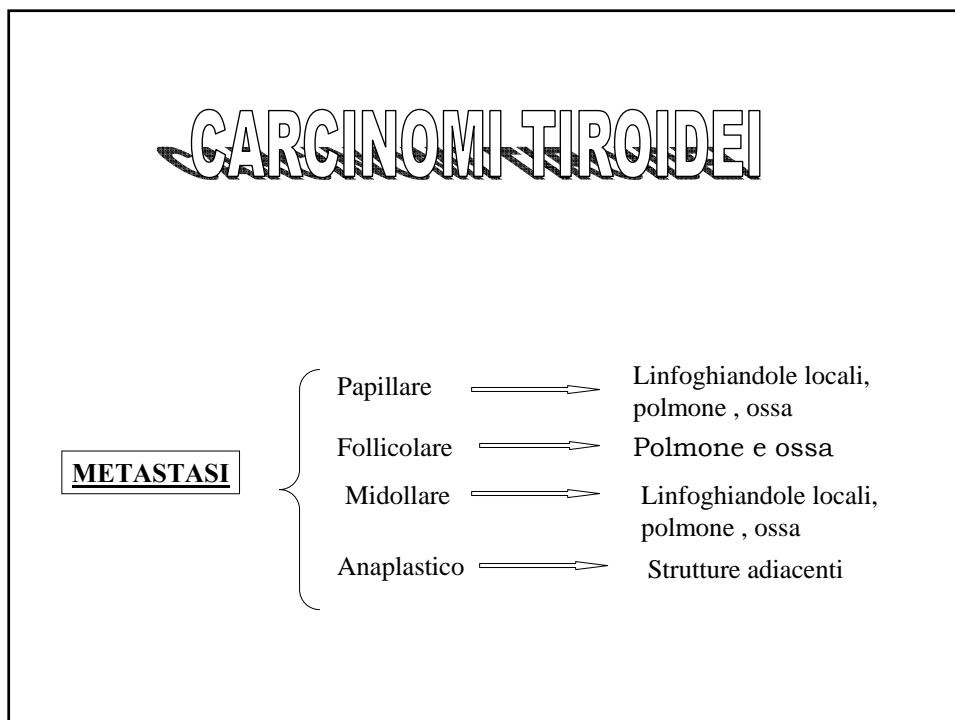 CARCINOMI TIROIDEI
METASTASI
Papillare
Linfoghiandole locali,
polmone , ossa
Follicolare
Polmone e ossa
Midollare
Linfoghiandole locali,
polmone , ossa
Anaplastico
Strutture adiacenti